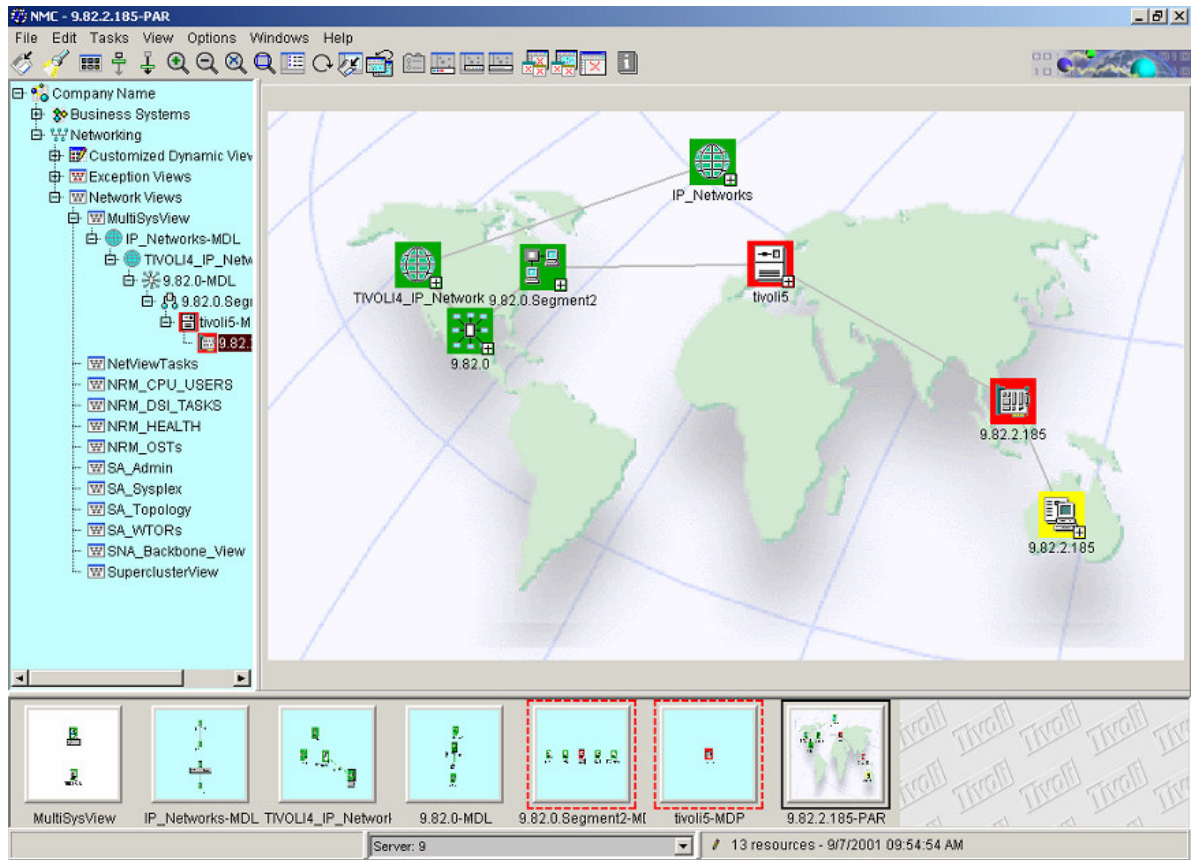 NMC - 9.82.2.185-PAR
File Edit Tasks View Options Windows Help
Company Name
Business Systems
Networking
Customized Dynamic View
Exception Views
Network Views
MultiSysView
IP_Networks-MDL
TIVOLI4_IP_Netw
9.82.0-MDL
9.82.0.Segr
tivoli5-M
9.82.
NetViewTasks
NRM_CPU_USERS
NRM_DSI_TASKS
NRM_HEALTH
NRM_OSTs
SA_Admin
SA_Sysplex
SA_Topology
SA_WTORs
SNA_Backbone_View
SuperclusterView
IP_Networks
TIVOLI4_IP_Network
9.82.0.Segment2
tivoli5
9.82.0
9.82.2.185
9.82.2.185
MultiSysView
IP_Networks-MDL
TIVOLI4_IP_Network
9.82.0-MDL
9.82.0.Segment2-MD
tivoli5-MDP
9.82.2.185-PAR
Tivoli
Server: 9
13 resources - 9/7/2001 09:54:54 AM